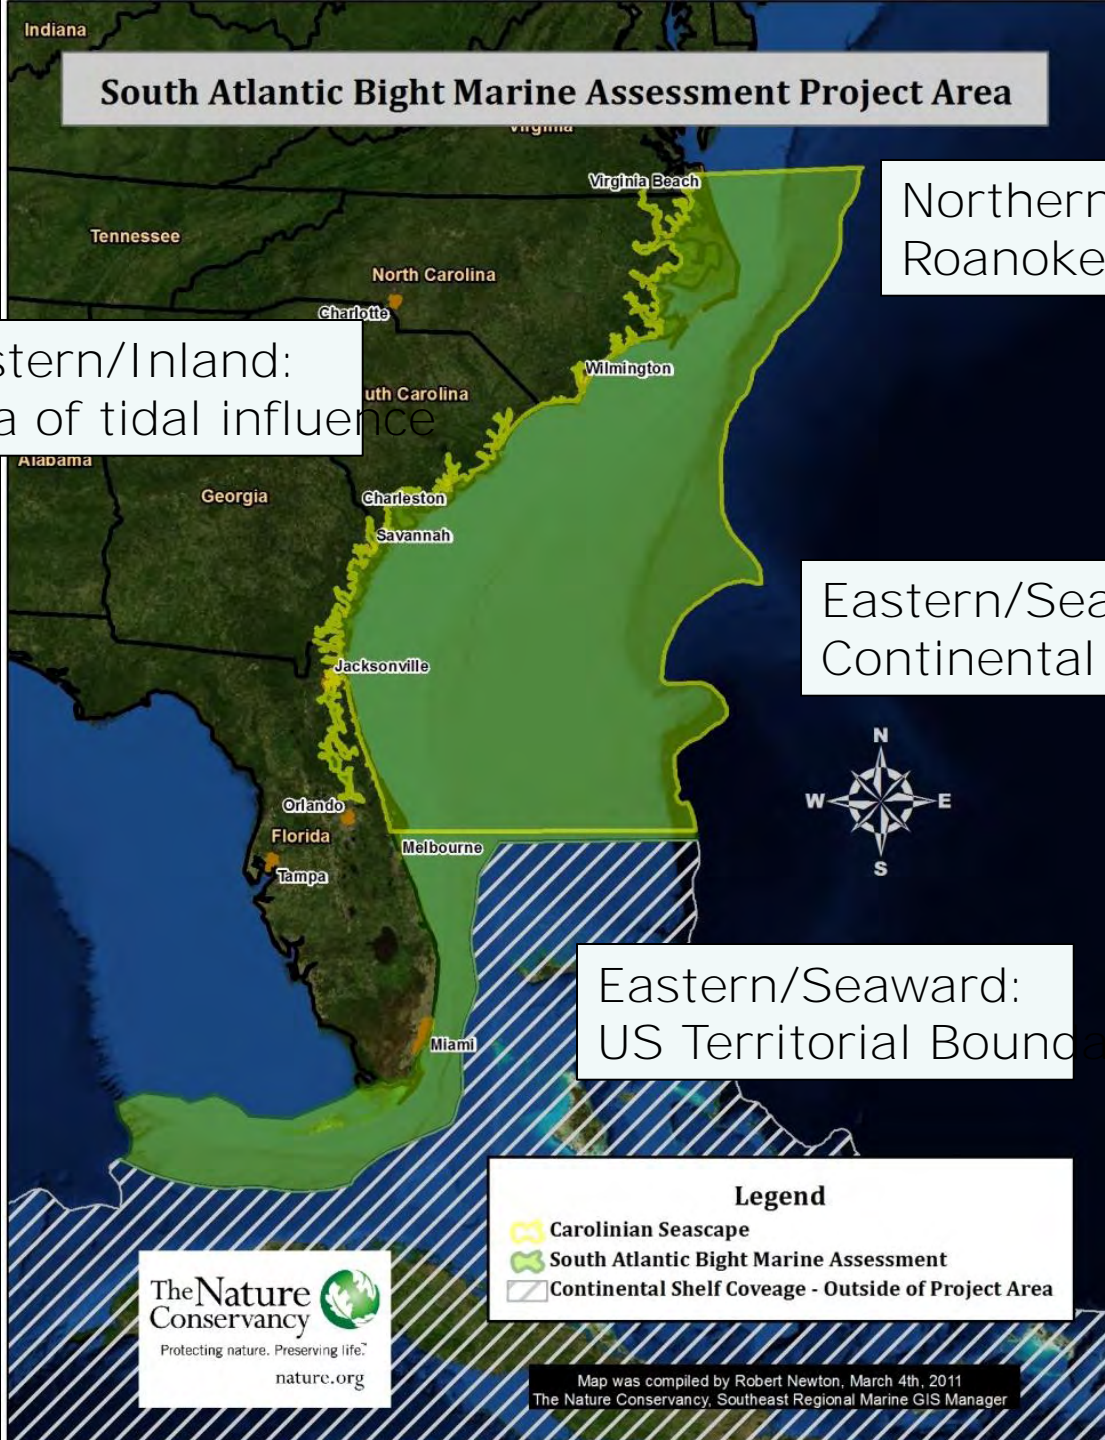 Indiana
South Atlantic Bight Marine Assessment Project Area
Virginia
Virginia Beach
Northern
Roanoke
Tennessee
North Carolina
Charlotte
stern/Inland:
a of tidal influence
Wilmington
uth Carolina
Alabama
Georgia
Charleston
Savannah
Eastern/Sea
Continental
Jacksonville
N
W
E
S
Orlando
Florida
Melbourne
Tampa
Eastern/Seaward:
US Territorial Bounda
Miami
Legend
Carolinian Seascape
South Atlantic Bight Marine Assessment
Continental Shelf Coveage - Outside of Project Area
The Nature
Conservancy
Protecting nature. Preserving life.™
nature.org
Map was compiled by Robert Newton, March 4th, 2011
The Nature Conservancy, Southeast Regional Marine GIS Manager